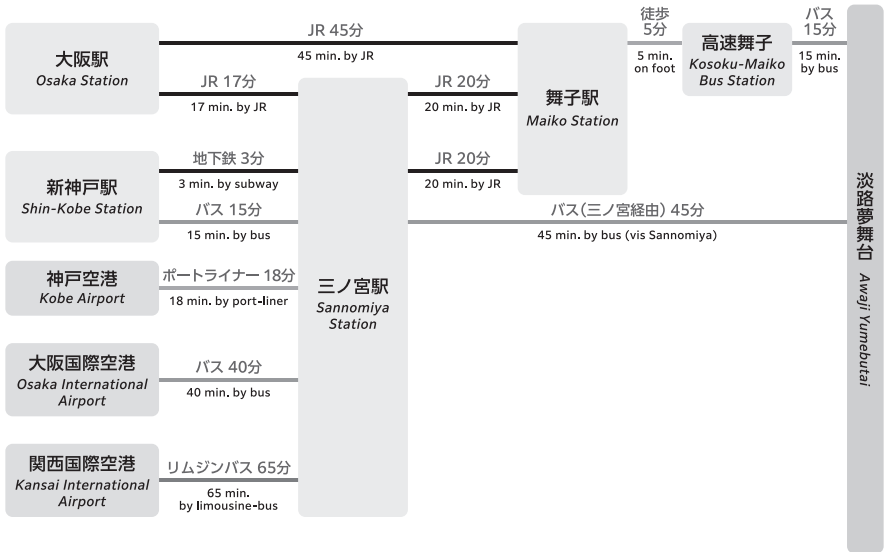 大阪駅
Osaka Station
JR 45分
45 min. by JR
JR 17分
17 min. by JR
JR 20分
20 min. by JR
舞子駅
Maiko Station
徒歩
5分
5 min.
on foot
高速舞子
Kosoku-Maiko
Bus Station
バス
15分
15 min.
by bus
新神戸駅
Shin-Kobe Station
地下鉄 3分
3 min. by subway
JR 20分
20 min. by JR
バス 15分
15 min. by bus
バス(三ノ宮経由) 45分
45 min. by bus (vis Sannomiya)
神戸空港
Kobe Airport
ポートライナー 18分
18 min. by port-liner
三ノ宮駅
Sannomiya
Station
大阪国際空港
Osaka International
Airport
バス 40分
40 min. by bus
関西国際空港
Kansai International
Airport
リムジンバス 65分
65 min.
by limousine-bus
淡路夢舞台 Awaji Yumebutai